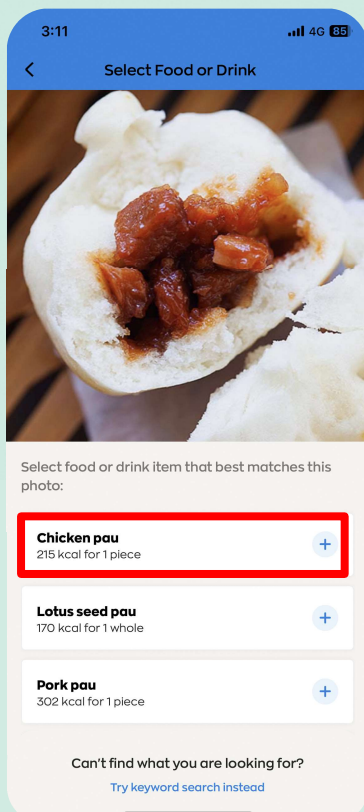 3:11 4G 85
Select Food or Drink
Select food or drink item that best matches this
photo:
Chicken pau
215 kcal for 1 piece
Lotus seed pau
170 kcal for 1 whole
Pork pau
302 kcal for 1 piece
Can't find what you are looking for?
Try keyword search instead